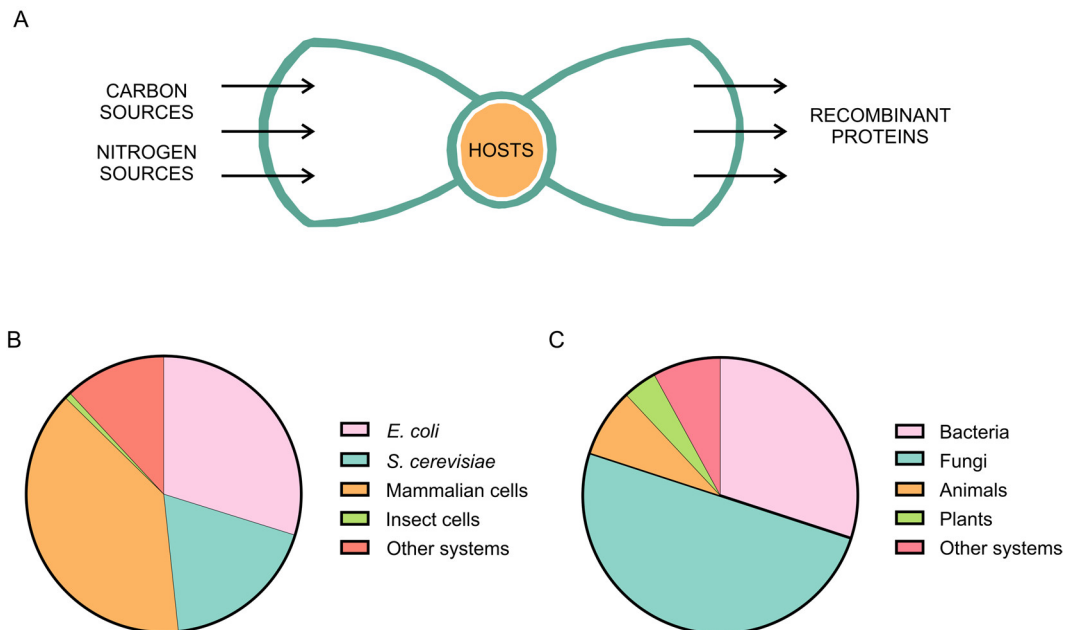 A
CARBON
SOURCES
NITROGEN
SOURCES
HOSTS
RECOMBINANT
PROTEINS
B
E. coli
S. cerevisiae
Mammalian cells
Insect cells
Other systems
C
Bacteria
Fungi
Animals
Plants
Other systems